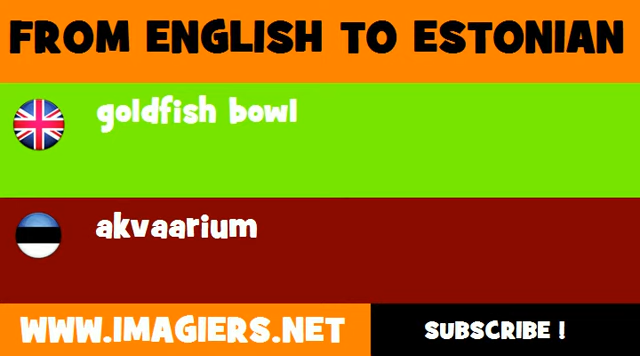 FROM ENGLISH TO ESTONIAN
goldfish bowl
akvaarium
WWW.IMAGIERS.NET
SUBSCRIBE !